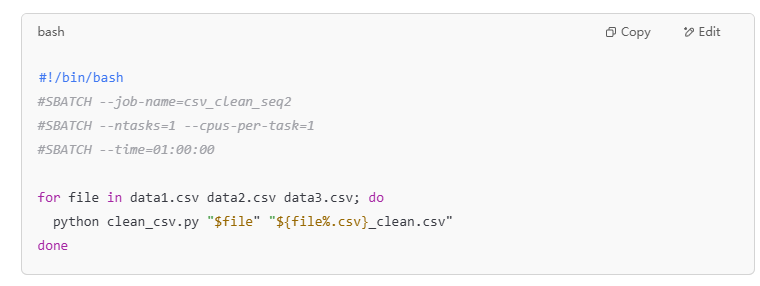 bash
Copy
Edit
#!/bin/bash
#SBATCH --job-name=csv_clean_seq2
#SBATCH --ntasks=1 --cpus-per-task=1
#SBATCH --time=01:00:00
for file in data1.csv data2.csv data3.csv; do
  python clean_csv.py "$file" "${file%.csv}_clean.csv"
done